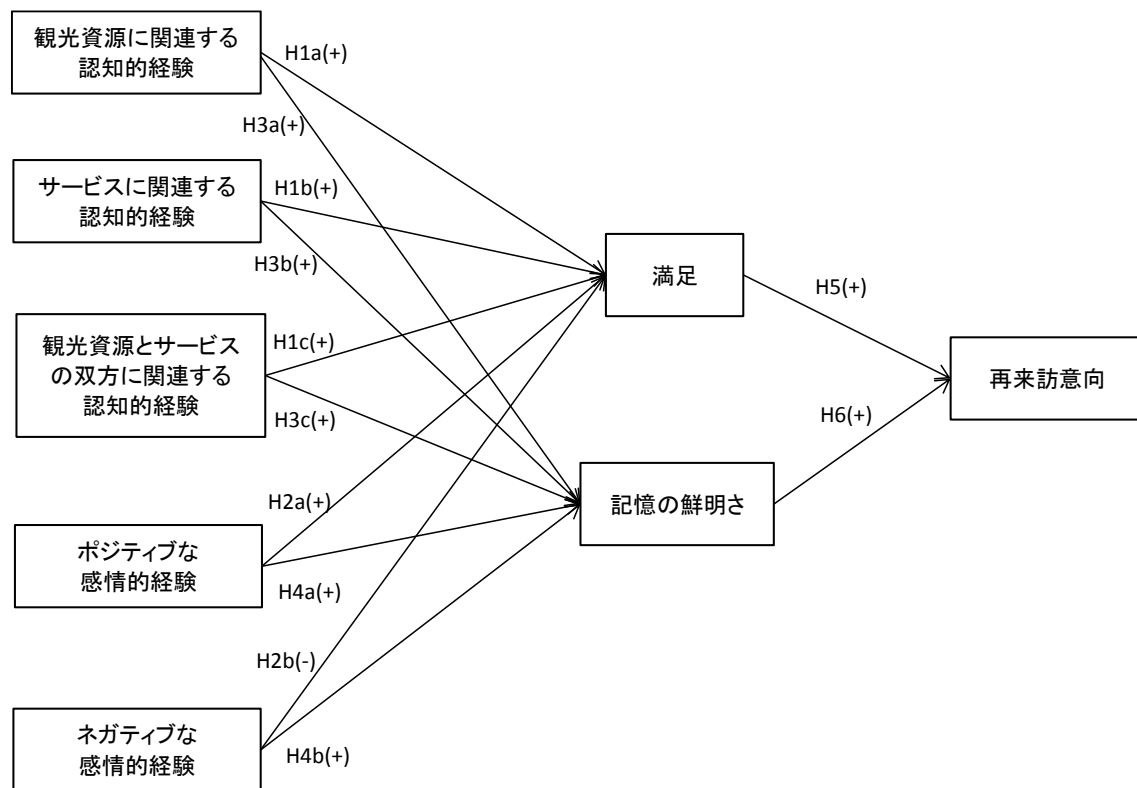 観光資源に関連する
認知的経験
H1a(+)
H3a(+)
サービスに関連する
認知的経験
H1b(+)
H3b(+)
満足
H5(+)
観光資源とサービス
の双方に関連する
認知的経験
H1c(+)
H3c(+)
再来訪意向
H6(+)
記憶の鮮明さ
H2a(+)
ポジティブな
感情的経験
H4a(+)
H2b(-)
ネガティブな
感情的経験
H4b(+)